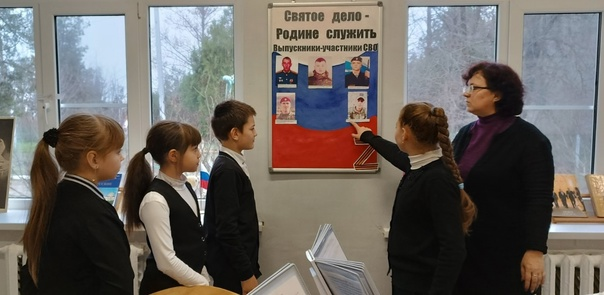 Святое дело -
Родине служить
Выпускники-участники СВО
Z